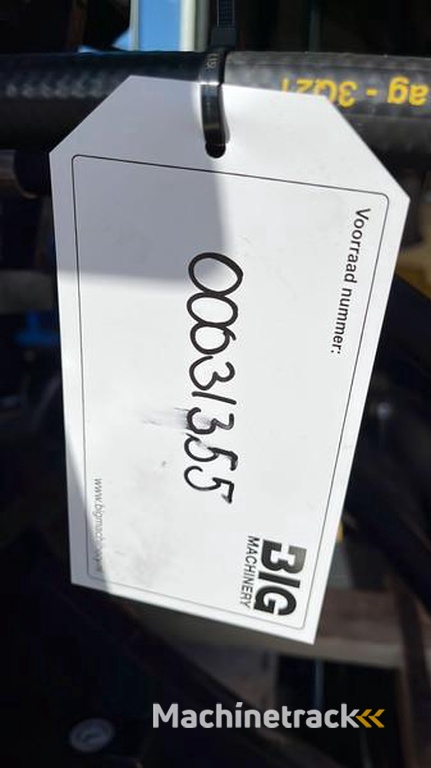 Voorraad nummer:
00031355
BIG
MACHINERY
Machinetrack